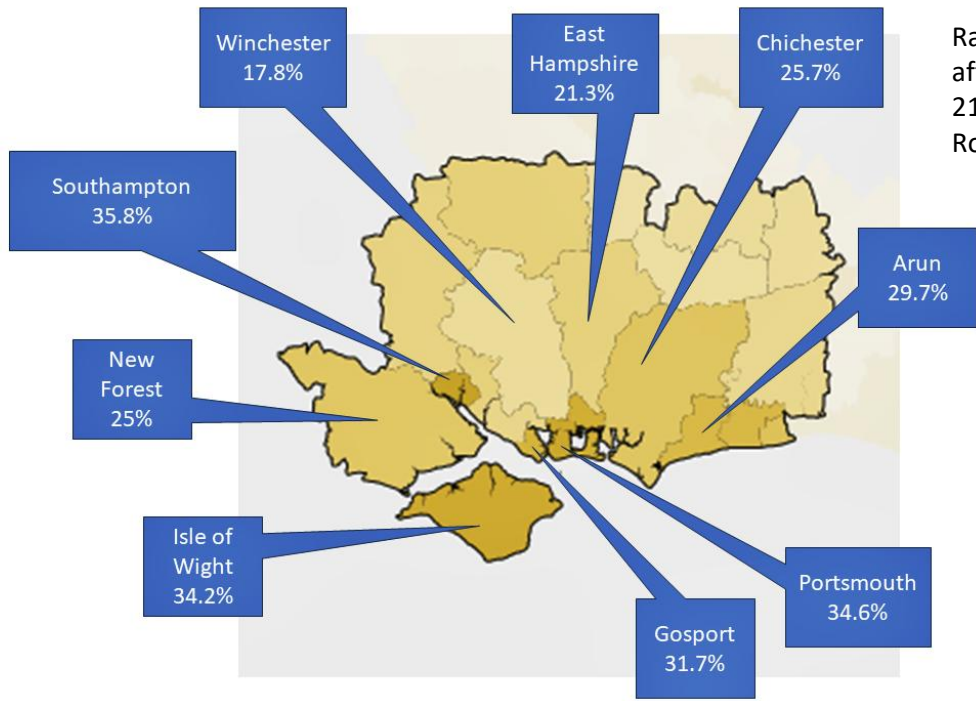 Winchester
17.8%
East
Hampshire
21.3%
Chichester
25.7%
Southampton
35.8%
Arun
29.7%
New
Forest
25%
Isle of
Wight
34.2%
Portsmouth
34.6%
Gosport
31.7%